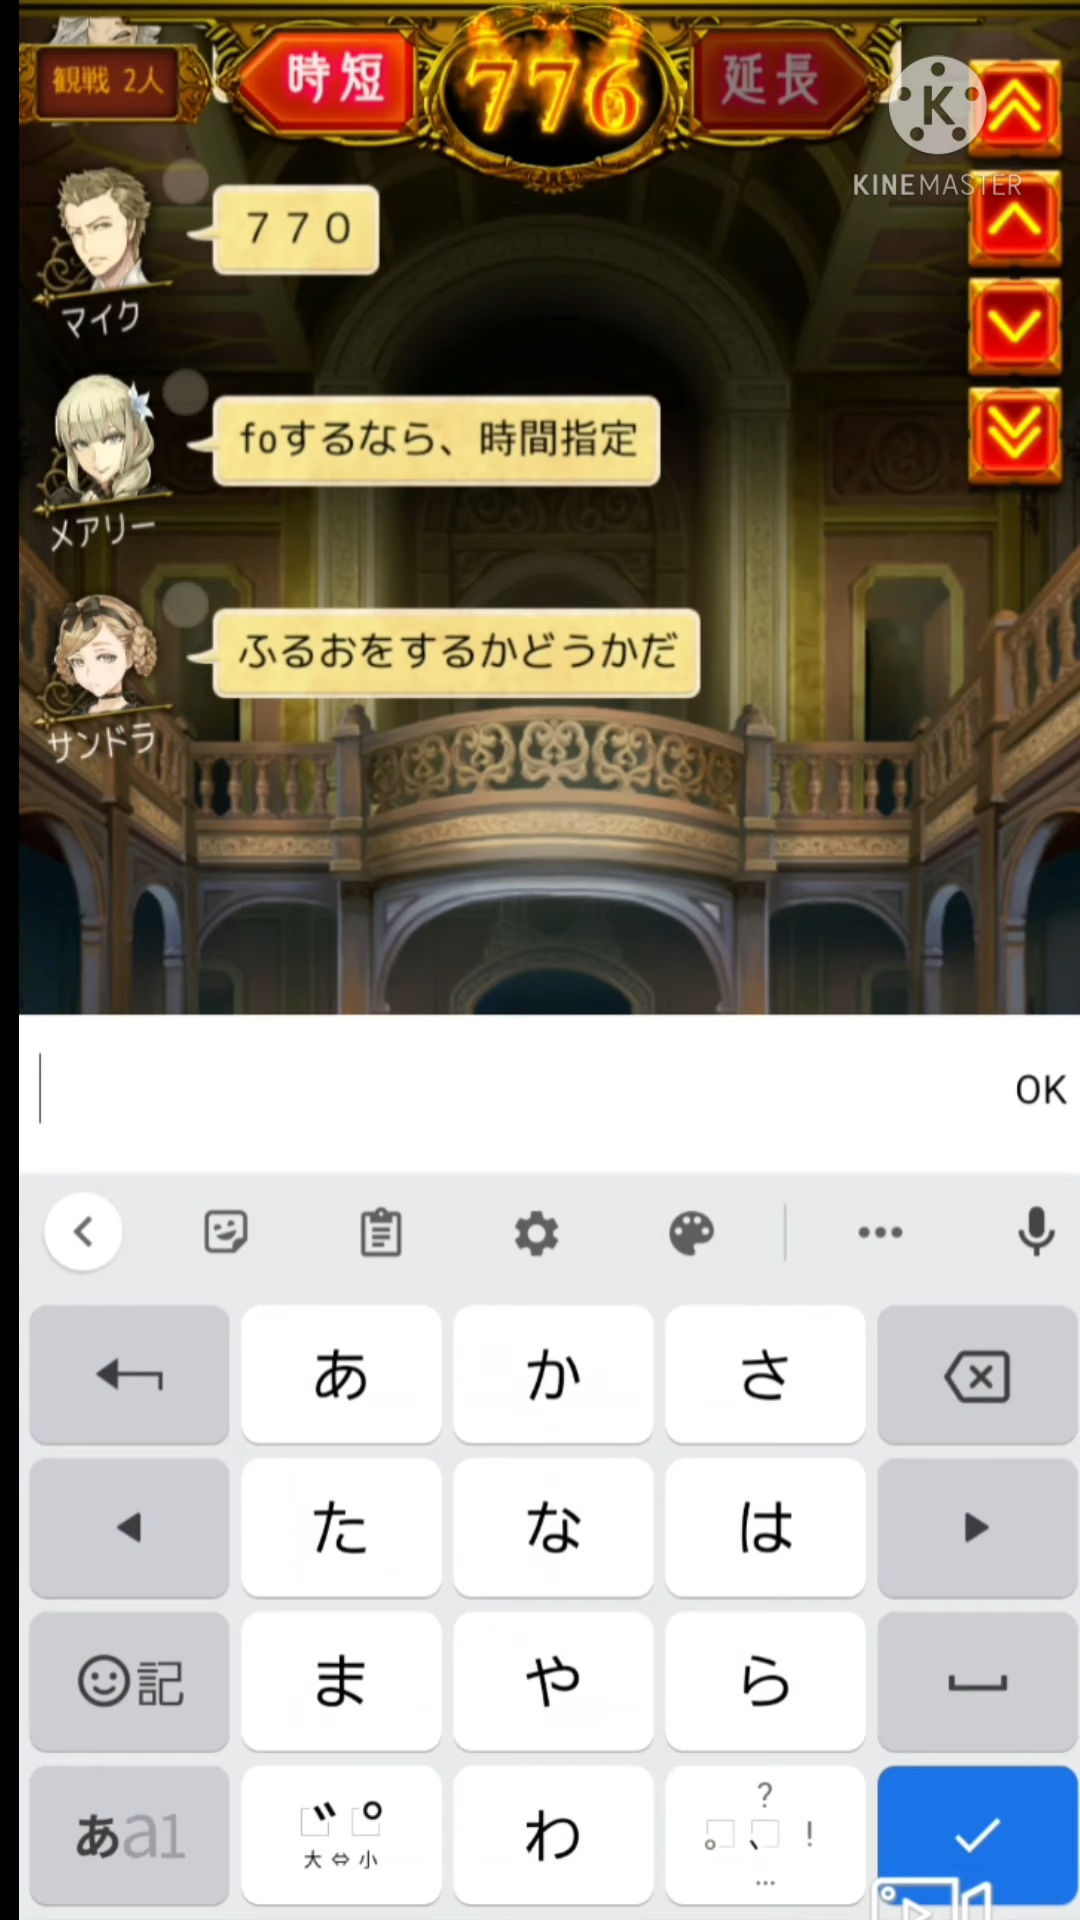 観戦 2人
時短
776
延長
KINEMASTER
７７０
マイク
foするなら、時間指定
メアリー
ふるおをするかどうかだ
サンドラ
OK
あ か さ
た な は
記 ま や ら
あa1 大⇔小 わ 。、?!…